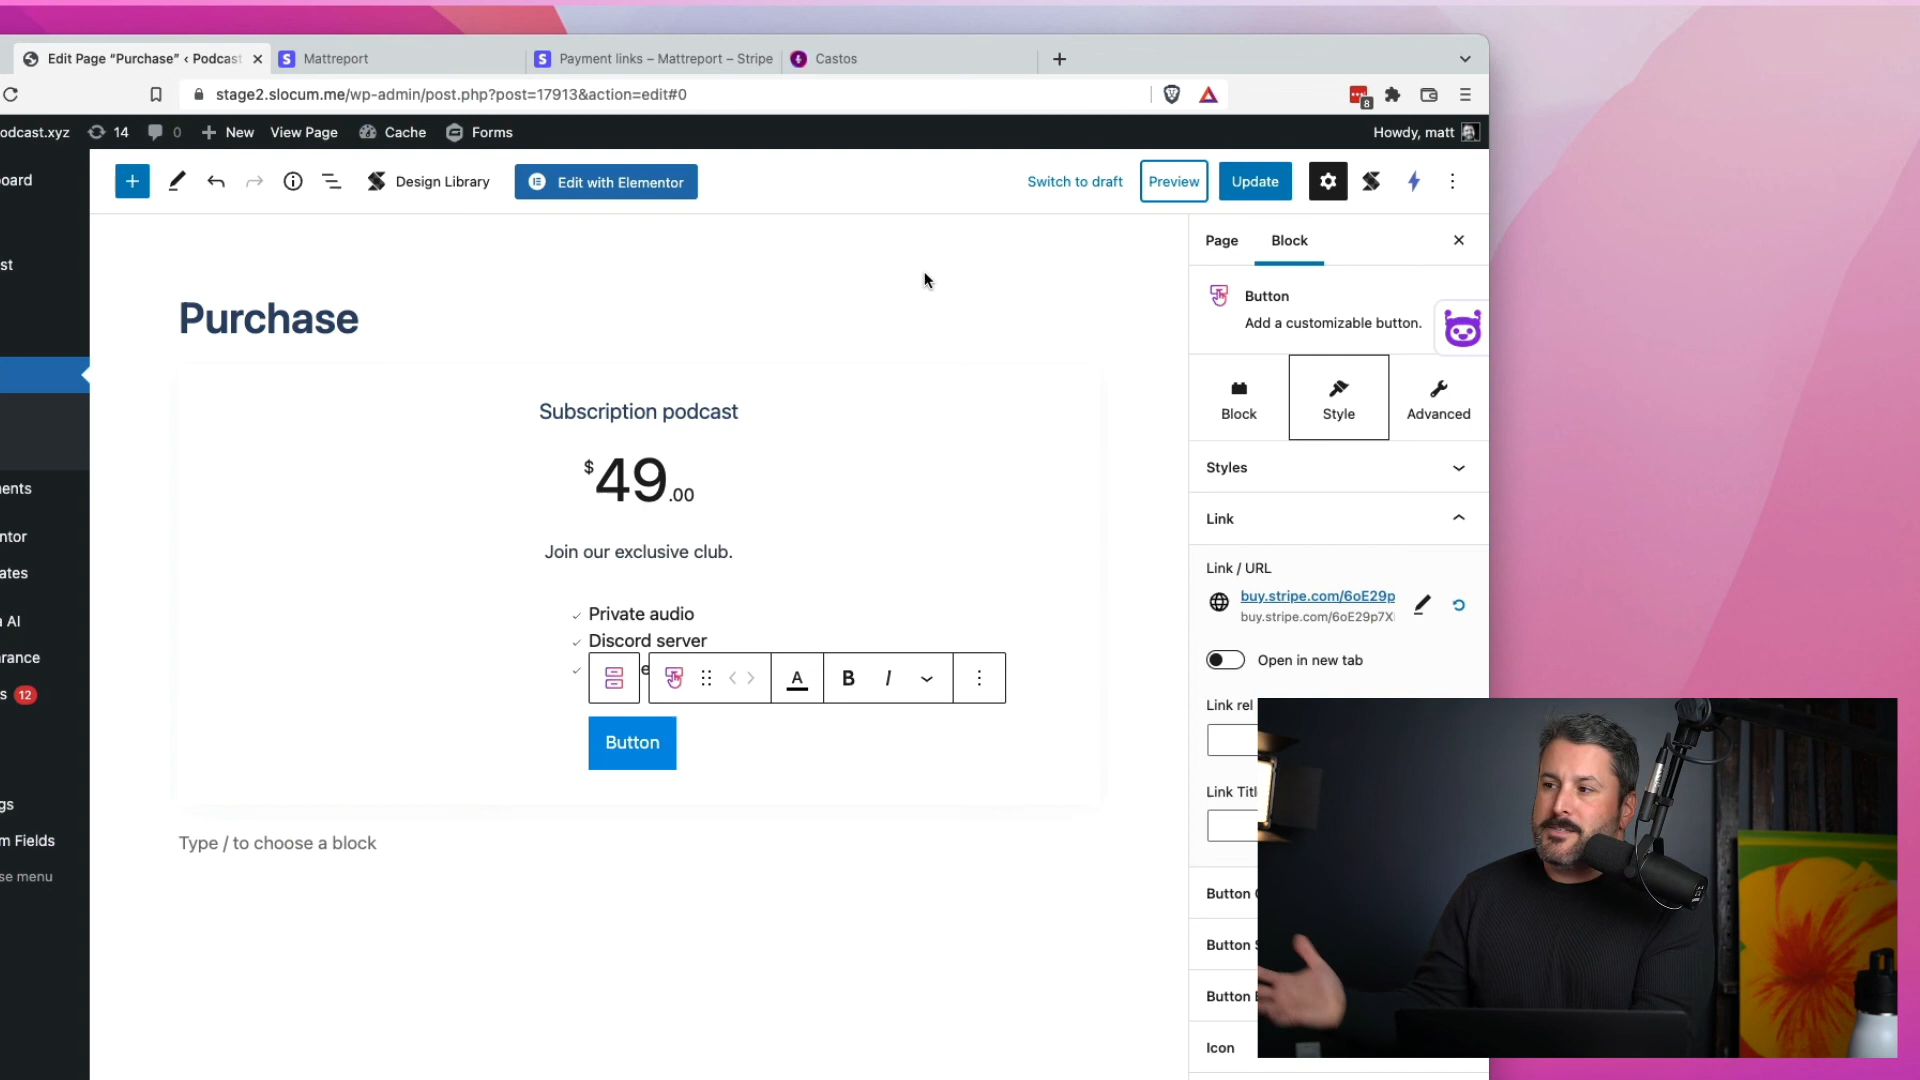 Edit Page "Purchase" ‹ Podcast
Mattreport
Payment links – Mattreport – Stripe
Castos
stage2.slocum.me/wp-admin/post.php?post=17913&action=edit#0
8
odcast.xyz
14
0
New
View Page
Cache
Forms
Howdy, matt
oard
st
ents
ntor
ates
a AI
rance
s 12
gs
m Fields
se menu
Design Library
Edit with Elementor
Switch to draft
Preview
Update
Purchase
Subscription podcast
$49.00
Join our exclusive club.
Private audio
Discord server
e
A
B
I
Button
Type / to choose a block
Page
Block
Button
Add a customizable button.
Block
Style
Advanced
Styles
Link
Link / URL
buy.stripe.com/6oE29p
buy.stripe.com/6oE29p7X
Open in new tab
Link rel
Link Titl
Button
Button
Button
Icon